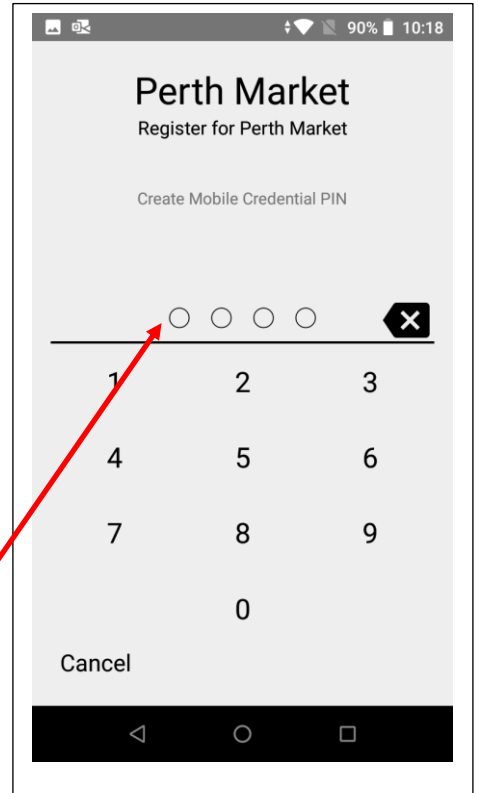 90% 10:18
Perth Market
Register for Perth Market
Create Mobile Credential PIN
1 2 3
4 5 6
7 8 9
0
Cancel